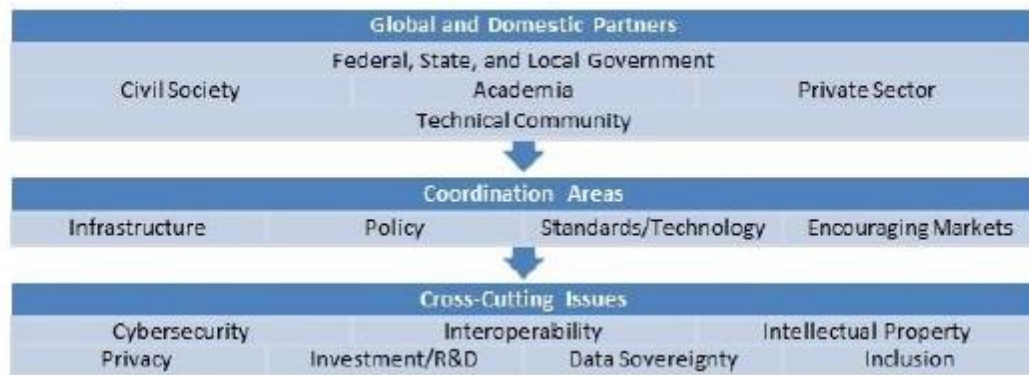 Global and Domestic Partners
Federal, State, and Local Government
Civil Society Academia Private Sector
Technical Community
Coordination Areas
Infrastructure Policy Standards/Technology Encouraging Markets
Cross-Cutting Issues
Cybersecurity Interoperability Intellectual Property
Privacy Investment/R&D Data Sovereignty Inclusion